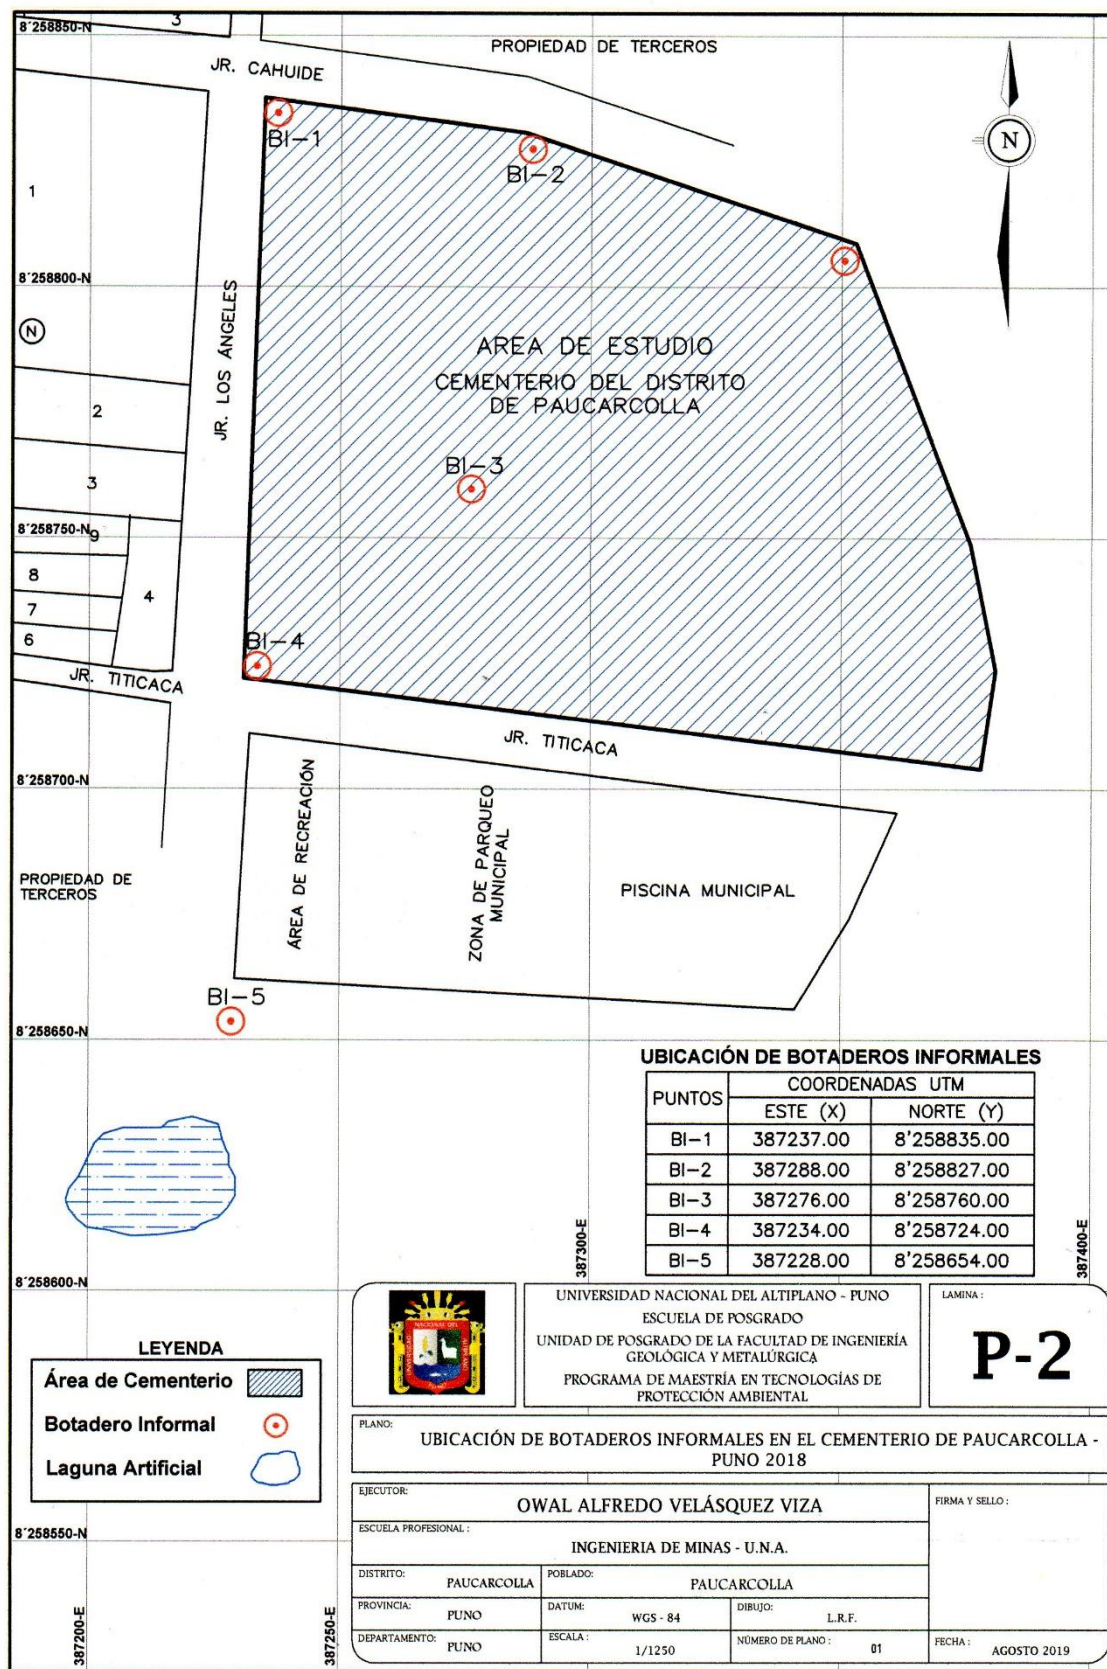 3
8'258850-N
PROPIEDAD DE TERCEROS
JR. CAHUIDE
BI-1
BI-2
N
1
8'258800-N
N
JR. LOS ÁNGELES
AREA DE ESTUDIO
CEMENTERIO DEL DISTRITO
DE PAUCARCOLLA
2
BI-3
3
8'258750-N
9
8
4
7
6
BI-4
JR. TITICACA
JR. TITICACA
8'258700-N
ÁREA DE RECREACIÓN
ZONA DE PARQUEO
MUNICIPAL
PISCINA MUNICIPAL
PROPIEDAD DE
TERCEROS
BI-5
8'258650-N
UBICACIÓN DE BOTADEROS INFORMALES
PUNTOS COORDENADAS UTM
ESTE (X) NORTE (Y)
BI-1 387237.00 8'258835.00
BI-2 387288.00 8'258827.00
BI-3 387276.00 8'258760.00
BI-4 387234.00 8'258724.00
BI-5 387228.00 8'258654.00
387300-E
387400-E
8'258600-N
LEYENDA
Área de Cementerio
Botadero Informal
Laguna Artificial
8'258550-N
387200-E
387250-E
UNIVERSIDAD NACIONAL DEL ALTIPLANO - PUNO
ESCUELA DE POSGRADO
UNIDAD DE POSGRADO DE LA FACULTAD DE INGENIERÍA
GEOLÓGICA Y METALÚRGICA
PROGRAMA DE MAESTRÍA EN TECNOLOGÍAS DE
PROTECCIÓN AMBIENTAL
LAMINA :
P-2
PLANO:
UBICACIÓN DE BOTADEROS INFORMALES EN EL CEMENTERIO DE PAUCARCOLLA -
PUNO 2018
EJECUTOR:
OWAL ALFREDO VELÁSQUEZ VIZA
FIRMA Y SELLO :
ESCUELA PROFESIONAL :
INGENIERIA DE MINAS - U.N.A.
DISTRITO: PAUCARCOLLA
POBLADO: PAUCARCOLLA
PROVINCIA: PUNO
DATUM: WGS - 84
DIBUJO: L.R.F.
DEPARTAMENTO: PUNO
ESCALA : 1/1250
NÚMERO DE PLANO : 01
FECHA : AGOSTO 2019